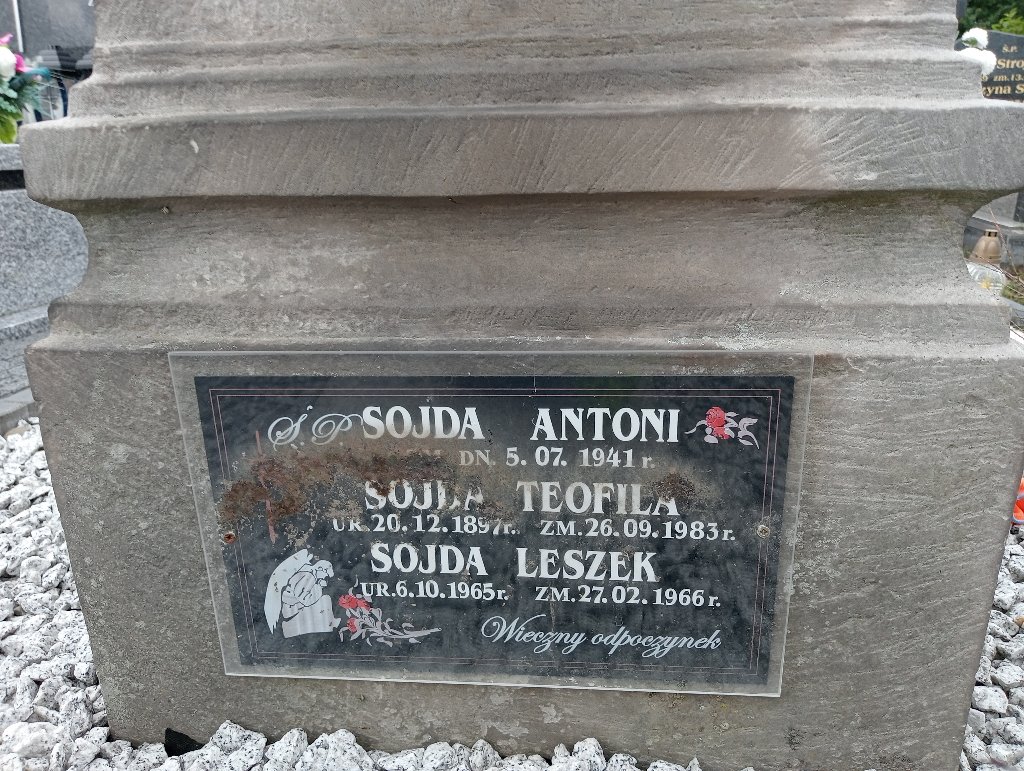 Ś.P. SOJDA ANTONI
DN. 5.07.1941 r.
SOJDA TEOFILA
UR. 20.12.1897r. ZM. 26.09.1983 r.
SOJDA LESZEK
UR. 6.10.1965 r. ZM. 27.02.1966 r.
Wieczny odpoczynek
Ś.P.